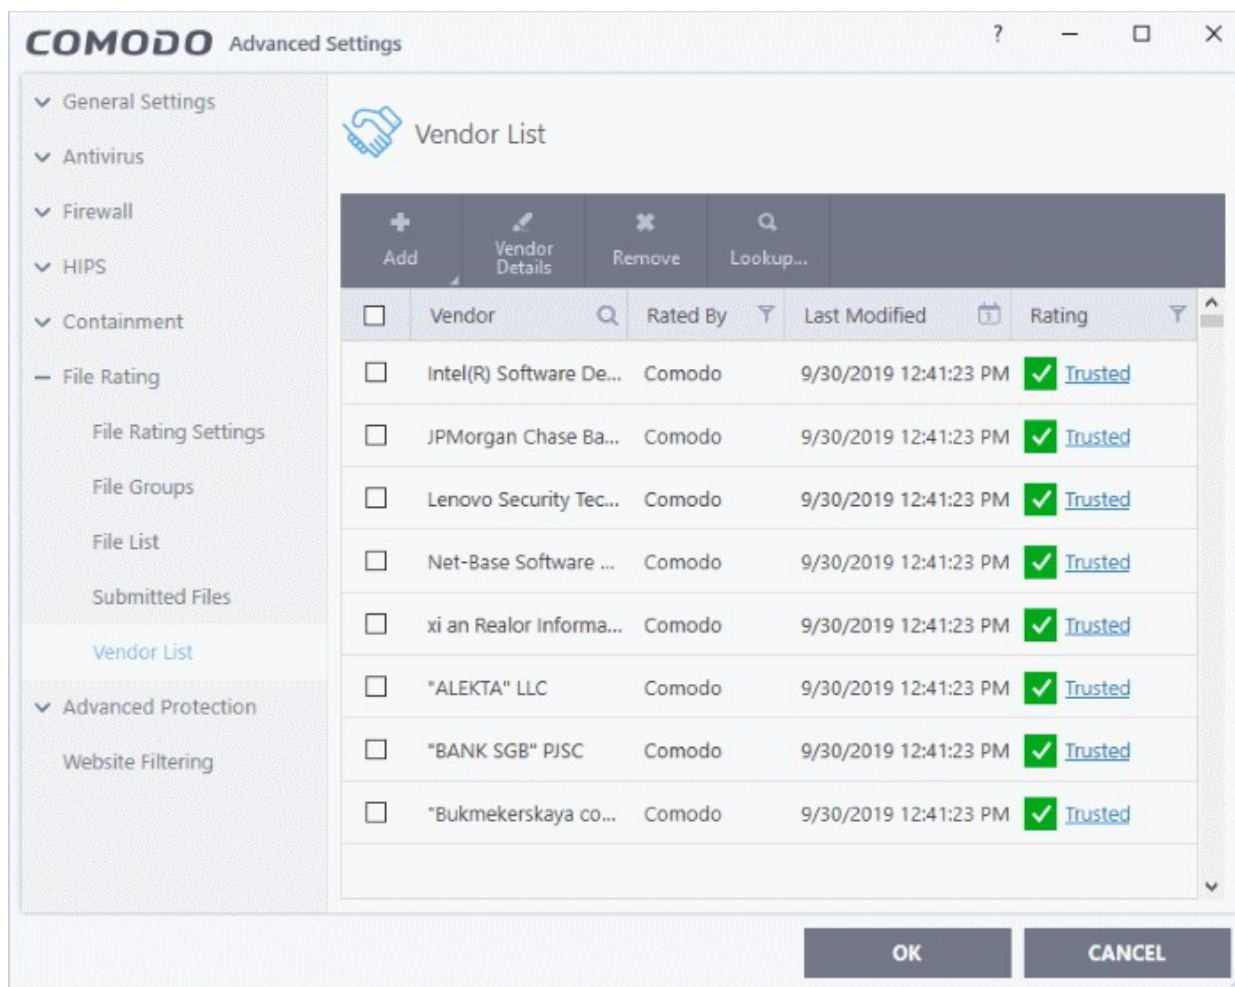 COMODO Advanced Settings ?
General Settings
Antivirus
Firewall
HIPS
Containment
File Rating
File Rating Settings
File Groups
File List
Submitted Files
Vendor List
Advanced Protection
Website Filtering
Vendor List
Add
Vendor
Details
Remove
Lookup...
Vendor Rated By Last Modified 1 Rating
Intel(R) Software De... Comodo 9/30/2019 12:41:23 PM Trusted
JPMorgan Chase Ba... Comodo 9/30/2019 12:41:23 PM Trusted
Lenovo Security Tec... Comodo 9/30/2019 12:41:23 PM Trusted
Net-Base Software ... Comodo 9/30/2019 12:41:23 PM Trusted
xi an Realor Informa... Comodo 9/30/2019 12:41:23 PM Trusted
"ALEKTA" LLC Comodo 9/30/2019 12:41:23 PM Trusted
"BANK SGB" PJSC Comodo 9/30/2019 12:41:23 PM Trusted
"Bukmekerskaya co... Comodo 9/30/2019 12:41:23 PM Trusted
OK CANCEL